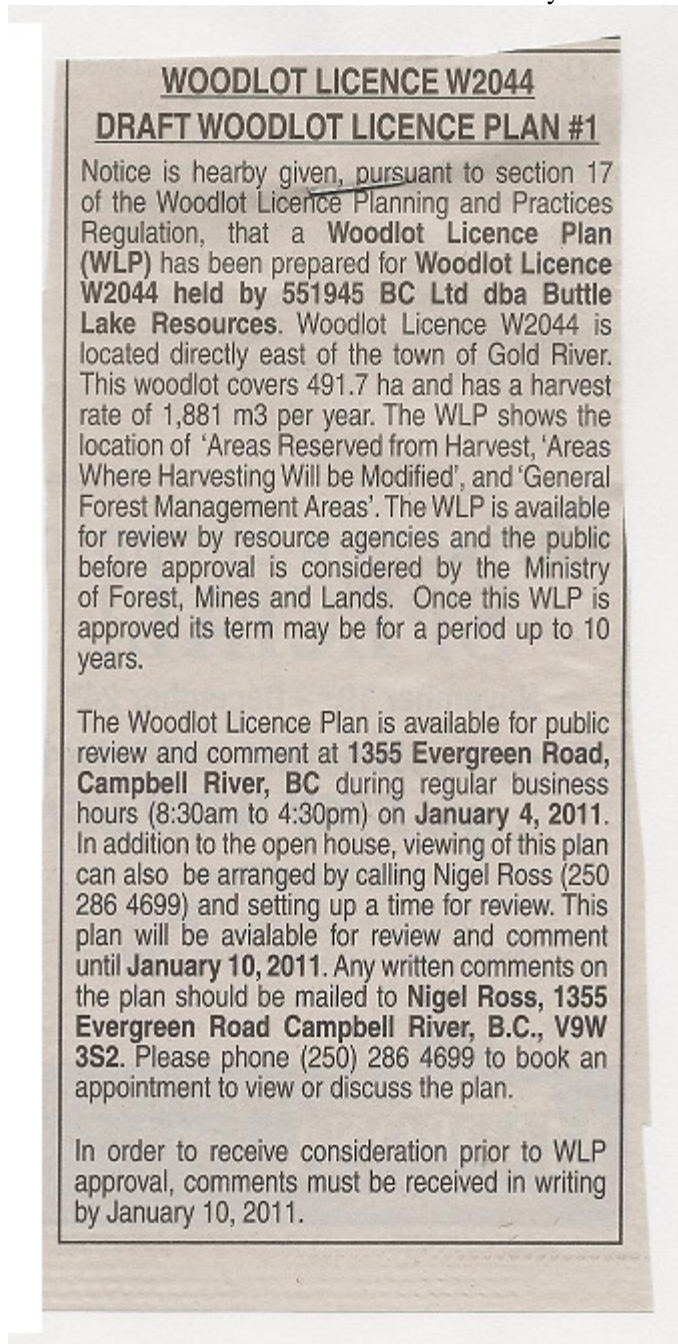 WOODLOT LICENCE W2044
DRAFT WOODLOT LICENCE PLAN #1
Notice is hearby given, pursuant to section 17
of the Woodlot Licence Planning and Practices
Regulation, that a Woodlot Licence Plan
(WLP) has been prepared for Woodlot Licence
W2044 held by 551945 BC Ltd dba Buttle
Lake Resources. Woodlot Licence W2044 is
located directly east of the town of Gold River.
This woodlot covers 491.7 ha and has a harvest
rate of 1,881 m3 per year. The WLP shows the
location of ‘Areas Reserved from Harvest, ‘Areas
Where Harvesting Will be Modified’, and ‘General
Forest Management Areas’. The WLP is available
for review by resource agencies and the public
before approval is considered by the Ministry
of Forest, Mines and Lands. Once this WLP is
approved its term may be for a period up to 10
years.
The Woodlot Licence Plan is available for public
review and comment at 1355 Evergreen Road,
Campbell River, BC during regular business
hours (8:30am to 4:30pm) on January 4, 2011.
In addition to the open house, viewing of this plan
can also be arranged by calling Nigel Ross (250
286 4699) and setting up a time for review. This
plan will be avialable for review and comment
until January 10, 2011. Any written comments on
the plan should be mailed to Nigel Ross, 1355
Evergreen Road Campbell River, B.C., V9W
3S2. Please phone (250) 286 4699 to book an
appointment to view or discuss the plan.
In order to receive consideration prior to WLP
approval, comments must be received in writing
by January 10, 2011.